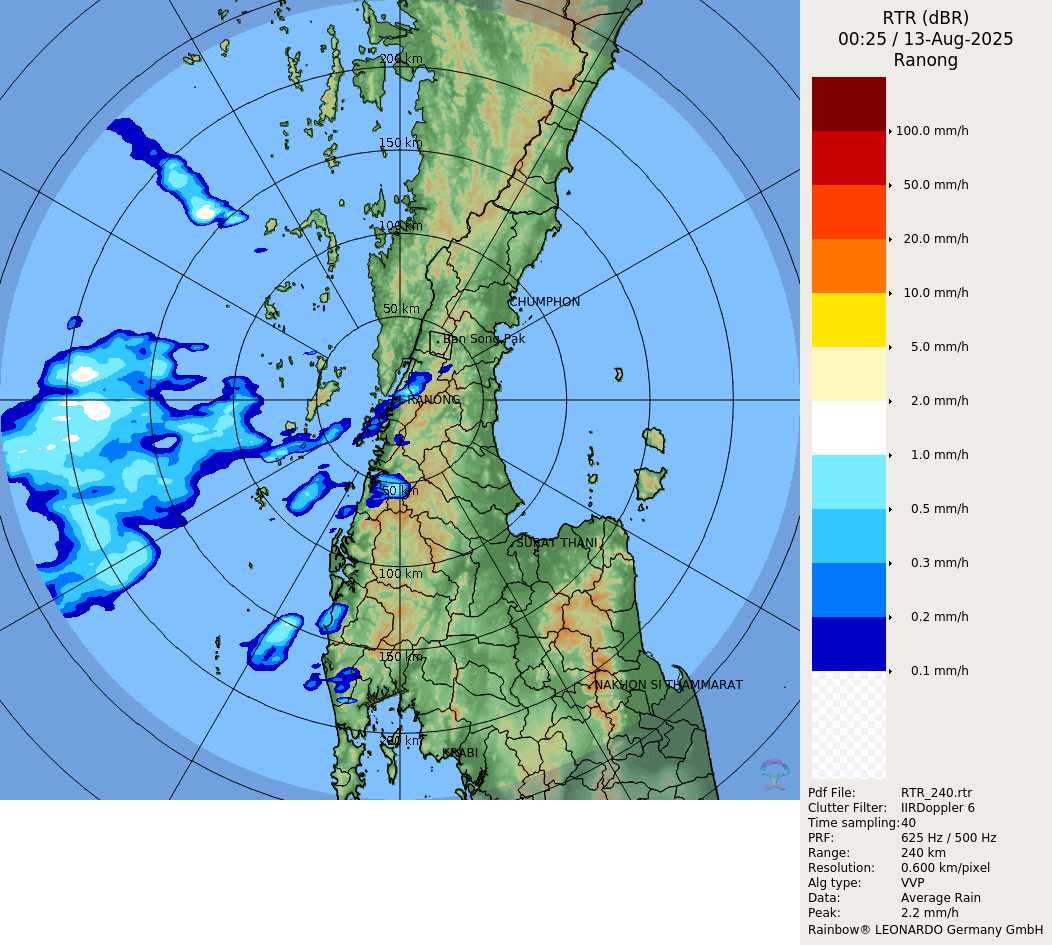 RTR (dBR)
00:25 / 13-Aug-2025
Ranong
200 km
150 km
100 km
50 km
CHUMPHON
Ban Song Pak
RANONG
50 km
SURAT THANI
100 km
150 km
NAKHON SI THAMMARAT
200 km
KRABI
100.0 mm/h
50.0 mm/h
20.0 mm/h
10.0 mm/h
5.0 mm/h
2.0 mm/h
1.0 mm/h
0.5 mm/h
0.3 mm/h
0.2 mm/h
0.1 mm/h
Pdf File: RTR_240.rtr
Clutter Filter: IIRDoppler 6
Time sampling:40
PRF: 625 Hz / 500 Hz
Range: 240 km
Resolution: 0.600 km/pixel
Alg type: VVP
Data: Average Rain
Peak: 2.2 mm/h
Rainbow® LEONARDO Germany GmbH